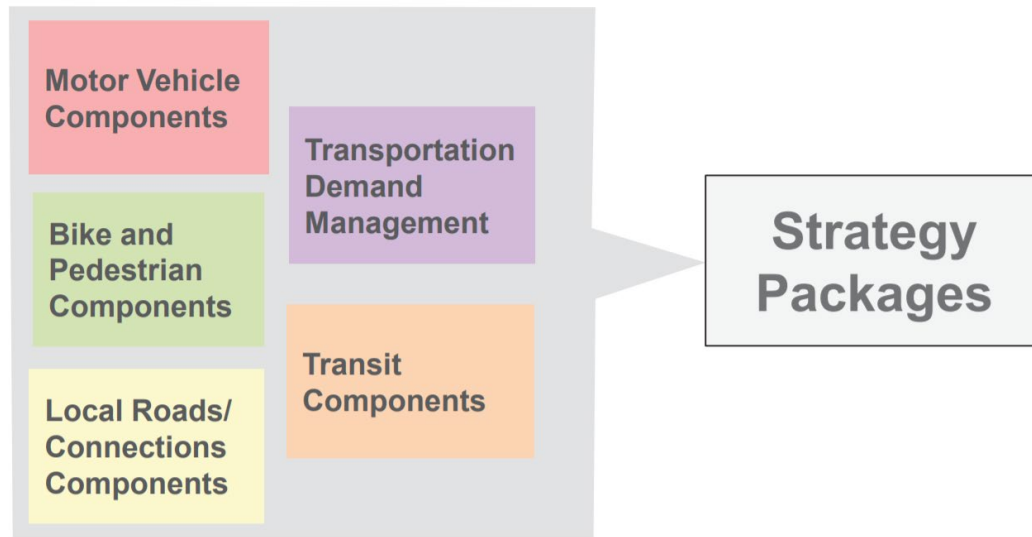 Motor Vehicle
Components
Bike and
Pedestrian
Components
Local Roads/
Connections
Components
Transportation
Demand
Management
Transit
Components
Strategy
Packages